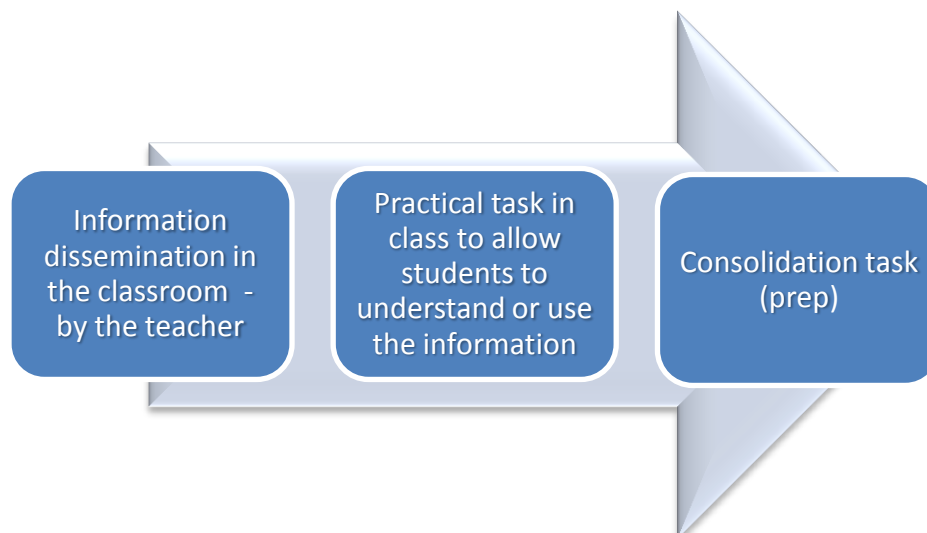 Information
dissemination in
the classroom  -
by the teacher
Practical task in
class to allow
students to
understand or use
the information
Consolidation task
(prep)